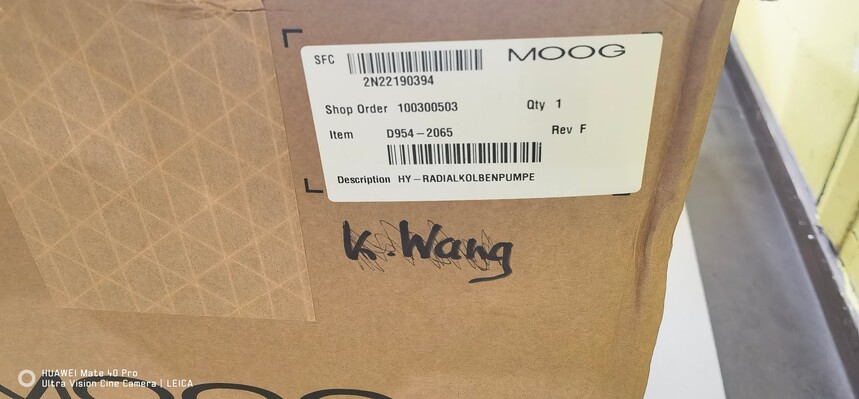 SFC
MOOG
2N22190394
Shop Order 100300503 Qty 1
Item D954-2065 Rev F
Description HY-RADIALKOLBENPUMPE
K. Wang
HUAWEI Mate 40 Pro
Ultra Vision Cine Camera | LEICA
MOOG